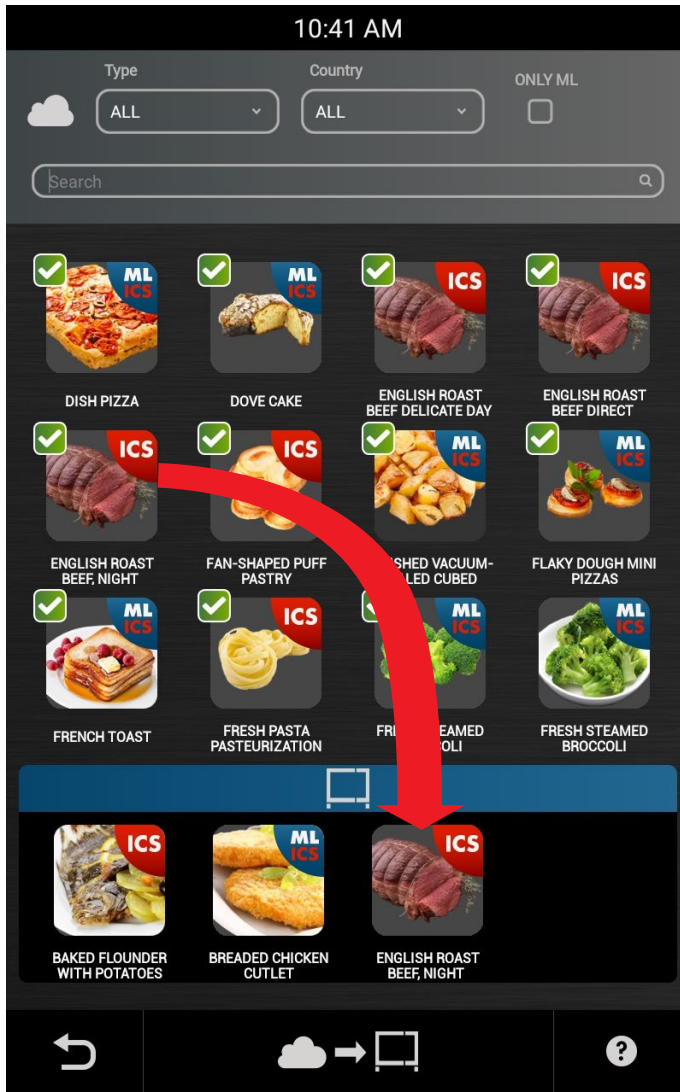 10:41 AM
Type
Country
ONLY ML
ALL
ALL
Search
ML
ICS
ML
ICS
ICS
ICS
DISH PIZZA
DOVE CAKE
ENGLISH ROAST
BEEF DELICATE DAY
ENGLISH ROAST
BEEF DIRECT
ICS
ICS
ML
ICS
ML
ICS
ENGLISH ROAST
BEEF, NIGHT
FAN-SHAPED PUFF
PASTRY
VACUUM-
CUBED
FLAKY DOUGH MINI
PIZZAS
ML
ICS
ICS
ML
ICS
ML
ICS
FRENCH TOAST
FRESH PASTA
PASTEURIZATION
FRESH STEAMED
BROCCOLI
ICS
ML
ICS
ICS
BAKED FLOUNDER
WITH POTATOES
BREADED CHICKEN
CUTLET
ENGLISH ROAST
BEEF, NIGHT
?